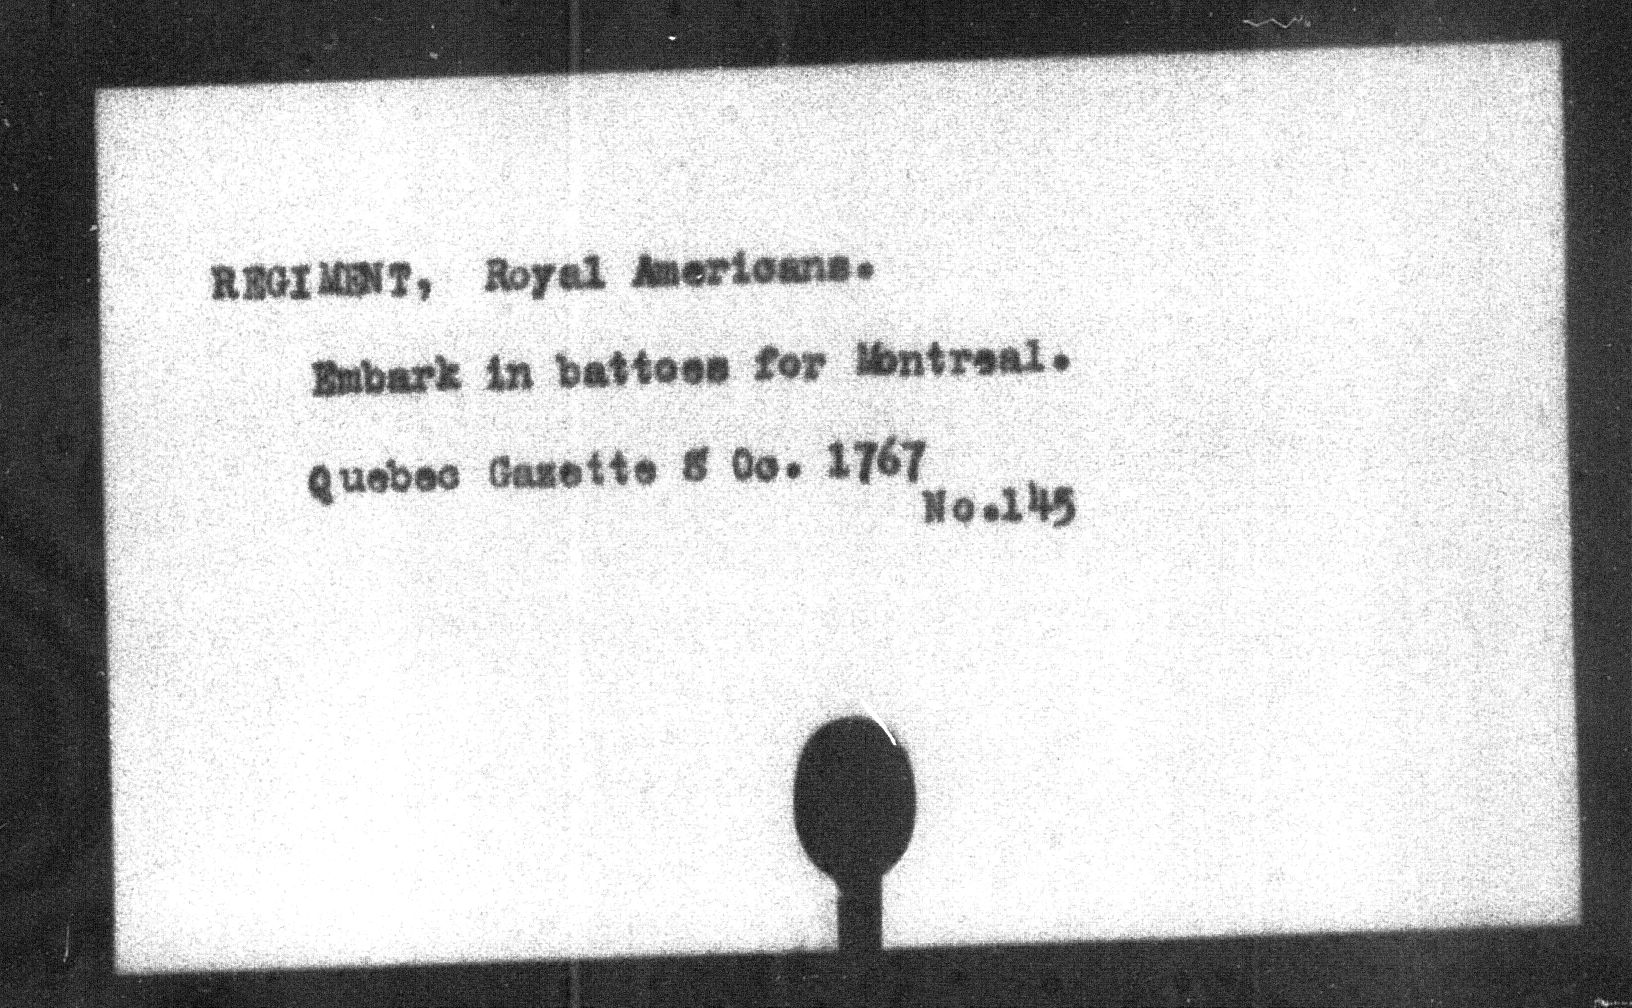 REGIMENT, Royal Americans.
Embark in battoes for Montreal.
Quebec Gazette 8 Oc. 1767
No.145